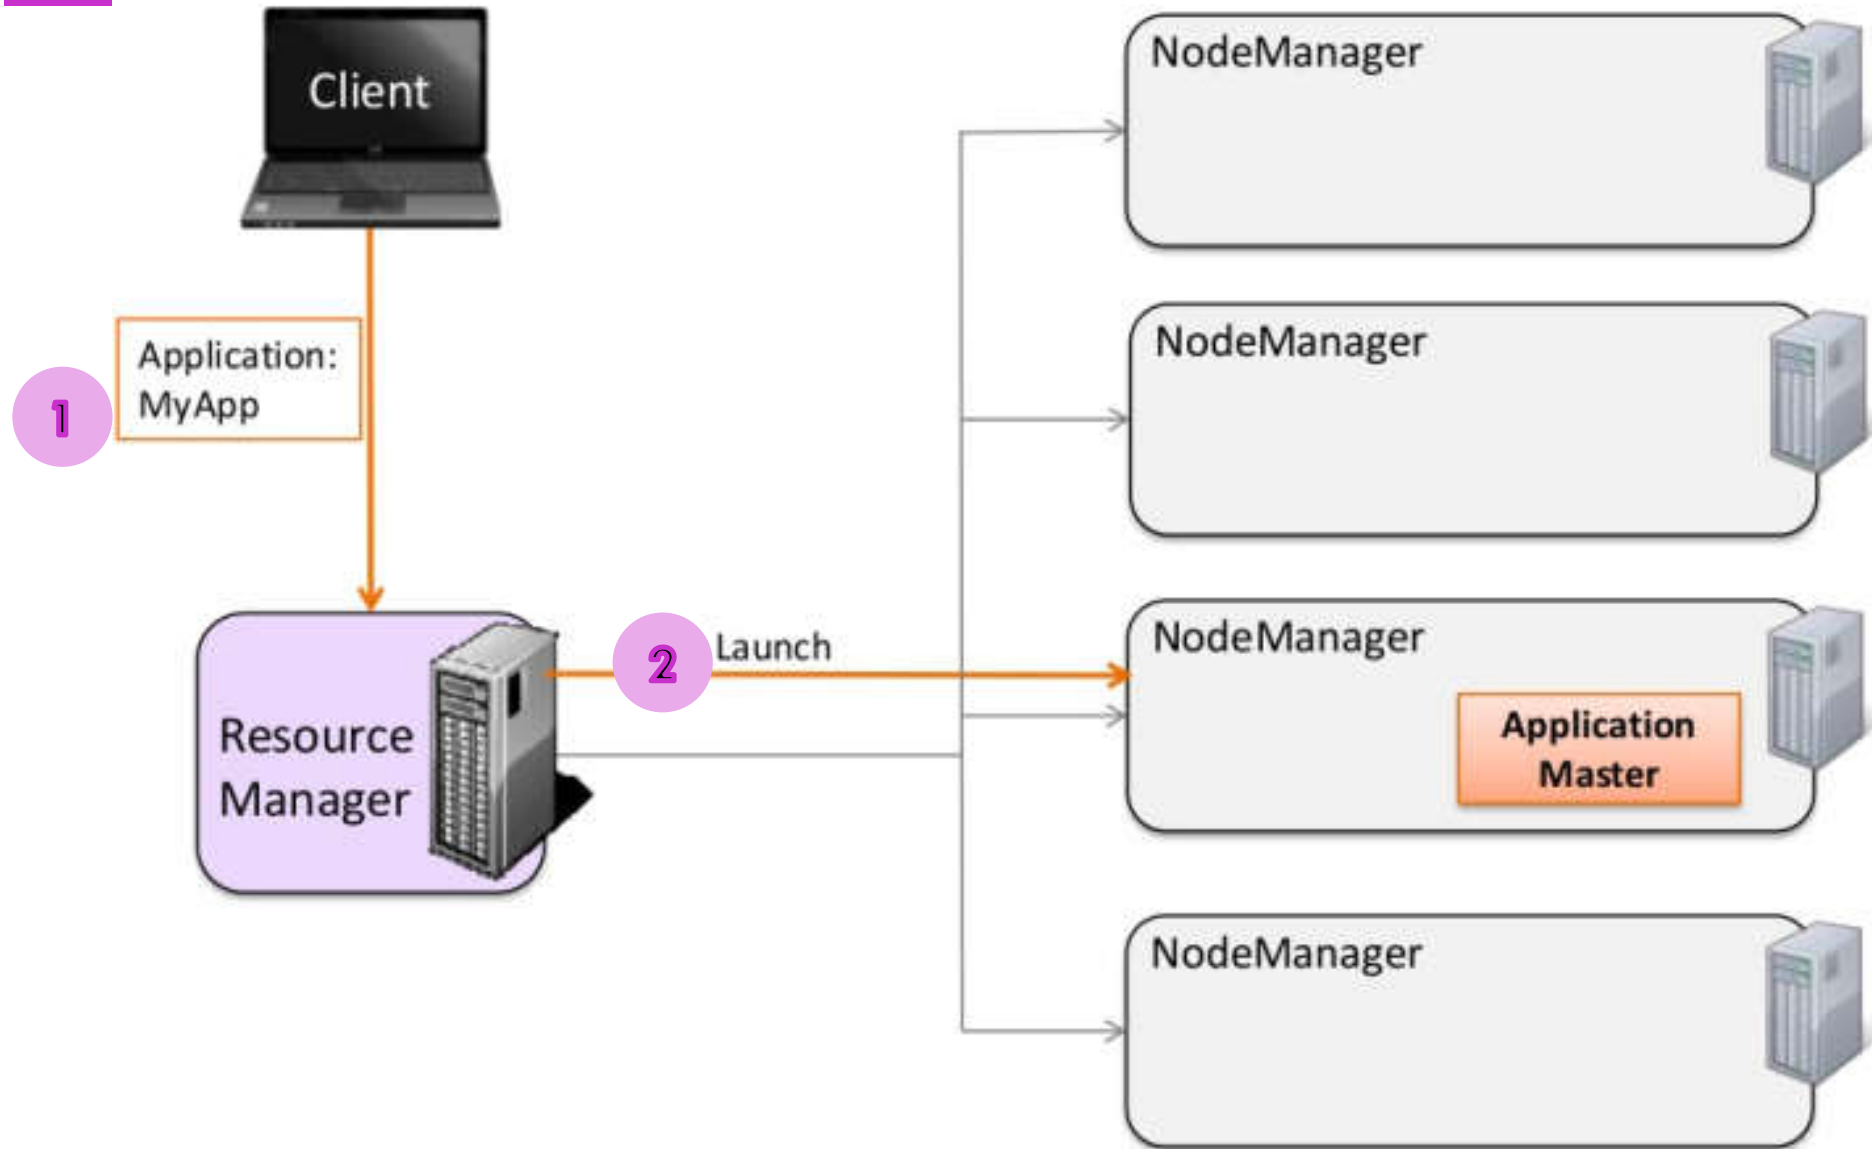 Client
NodeManager
NodeManager
Application:
MyApp
1
2
Launch
NodeManager
Resource
Manager
Application
Master
NodeManager